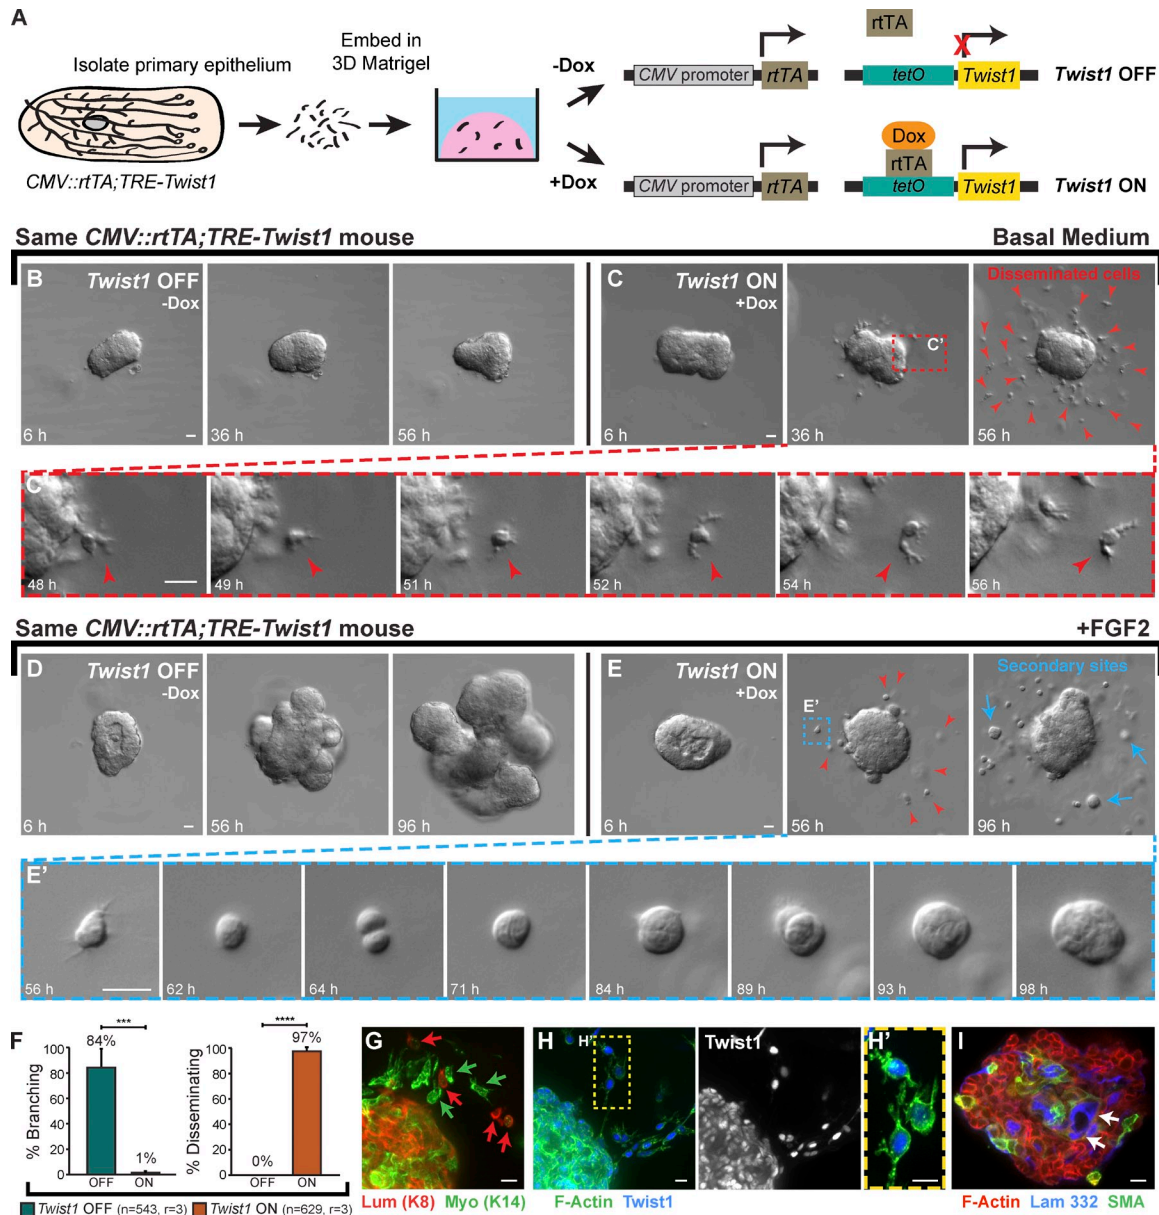 A
Isolate primary epithelium
Embed in
3D Matrigel
CMV::rtTA;TRE-Twist1
-Dox
+Dox
CMV promoter
rtTA
rtTA
X
tetO
Twist1
Twist1 OFF
CMV promoter
rtTA
Dox
rtTA
tetO
Twist1
Twist1 ON
Same CMV::rtTA;TRE-Twist1 mouse
Basal Medium
B
Twist1 OFF
-Dox
6 h
36 h
56 h
C
Twist1 ON
+Dox
6 h
C'
36 h
Disseminated cells
56 h
C'
48 h
49 h
51 h
52 h
54 h
56 h
Same CMV::rtTA;TRE-Twist1 mouse
+FGF2
D
Twist1 OFF
-Dox
6 h
56 h
96 h
E
Twist1 ON
+Dox
6 h
E'
56 h
Secondary sites
96 h
E'
56 h
62 h
64 h
71 h
84 h
89 h
93 h
98 h
F
% Branching
100
80
60
40
20
0
84%
***
1%
OFF
ON
% Disseminating
100
80
60
40
20
0
****
97%
0%
OFF
ON
Twist1 OFF (n=543, r=3)
Twist1 ON (n=629, r=3)
G
Lum (K8) Myo (K14)
H
H'
Twist1
F-Actin Twist1
H'
I
F-Actin Lam 332 SMA